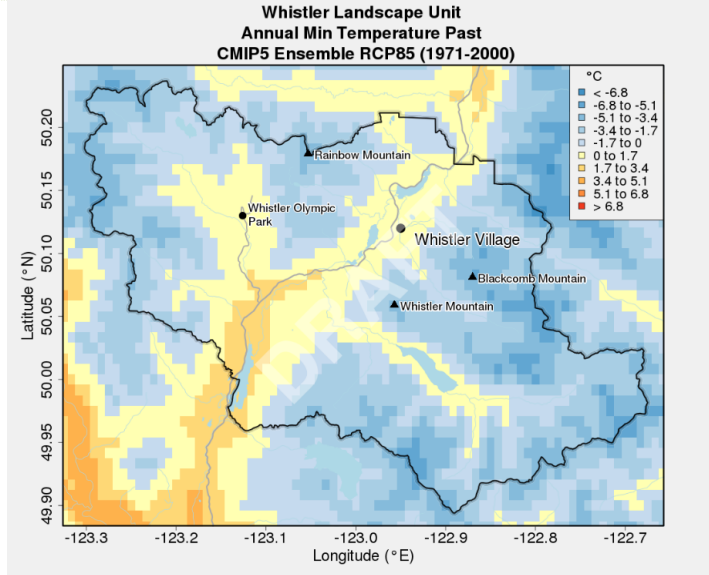 Whistler Landscape Unit
Annual Min Temperature Past
CMIP5 Ensemble RCP85 (1971-2000)
°C
< -6.8
-6.8 to -5.1
-5.1 to -3.4
-3.4 to -1.7
-1.7 to 0
0 to 1.7
1.7 to 3.4
3.4 to 5.1
5.1 to 6.8
> 6.8
Rainbow Mountain
Whistler Olympic
Park
Whistler Village
Blackcomb Mountain
Whistler Mountain
DRAFT
Latitude (°N)
50.20
50.15
50.10
50.05
50.00
49.95
49.90
-123.3 -123.2 -123.1 -123.0 -122.9 -122.8 -122.7
Longitude (°E)